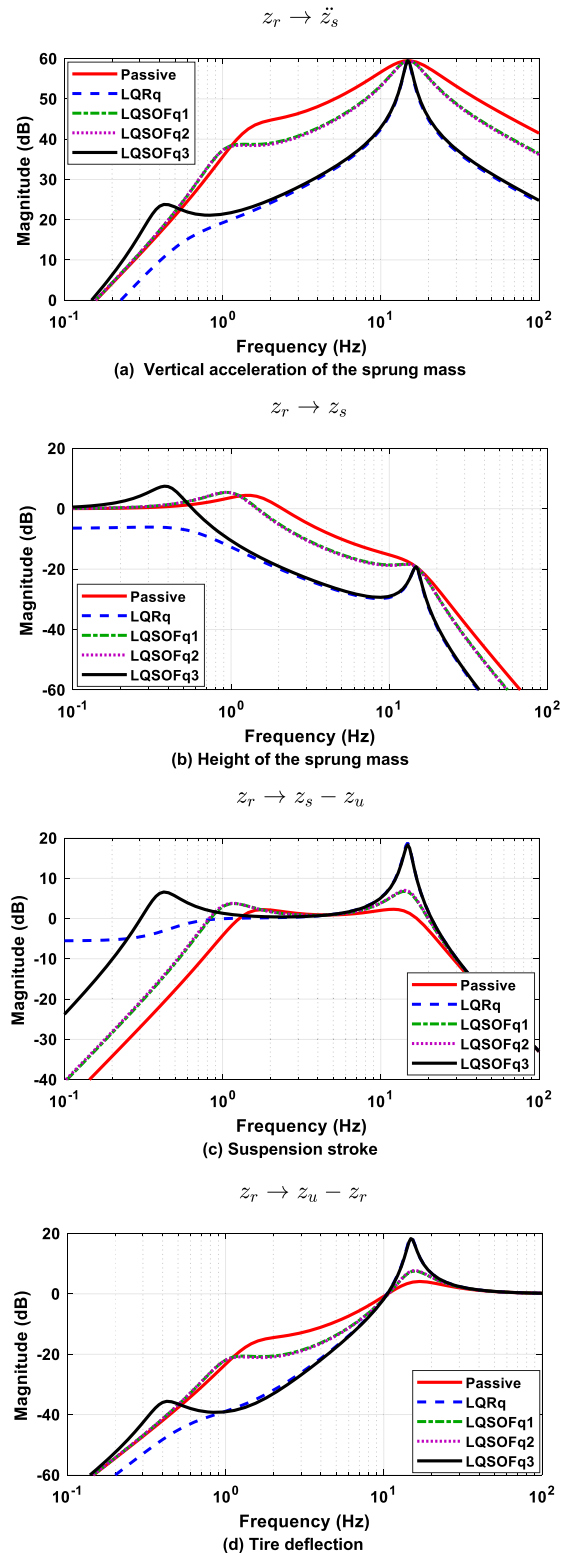 z_r → z̈_s
60
50
40
30
20
10
0
Magnitude (dB)
Passive
LQRq
LQSOFq1
LQSOFq2
LQSOFq3
10^-1
10^0
10^1
10^2
Frequency (Hz)
(a) Vertical acceleration of the sprung mass
z_r → z_s
20
0
-20
-40
-60
Magnitude (dB)
Passive
LQRq
LQSOFq1
LQSOFq2
LQSOFq3
10^-1
10^0
10^1
10^2
Frequency (Hz)
(b) Height of the sprung mass
z_r → z_s − z_u
20
10
0
-10
-20
-30
-40
Magnitude (dB)
Passive
LQRq
LQSOFq1
LQSOFq2
LQSOFq3
10^-1
10^0
10^1
10^2
Frequency (Hz)
(c) Suspension stroke
z_r → z_u − z_r
20
0
-20
-40
-60
Magnitude (dB)
Passive
LQRq
LQSOFq1
LQSOFq2
LQSOFq3
10^-1
10^0
10^1
10^2
Frequency (Hz)
(d) Tire deflection